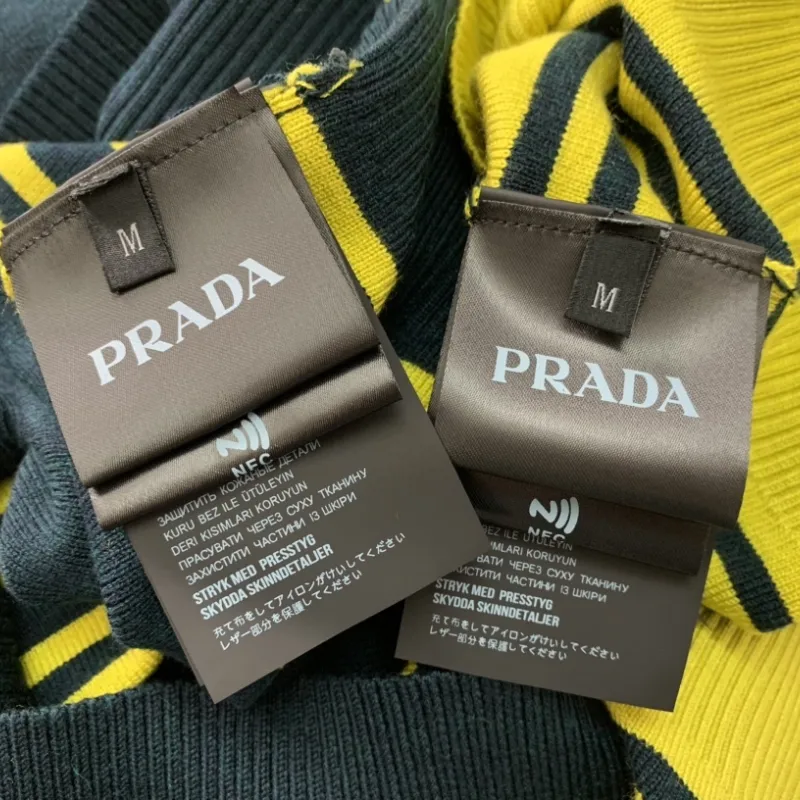 M
PRADA
NFC
ЗАЩИТИТЬ КОЖАНЫЕ ДЕТАЛИ
KURU BEZ ILE ÜTÜLEYIN
DERI KISIMLARI KORUYUN
ПРАСУВАТИ ЧЕРЕЗ СУХУ ТКАНИНУ
ЗАХИСТИТИ ЧАСТИНИ ІЗ ШКІРИ
STRYK MED PRESSTYG
SKYDDA SKINNDETALJER
充て布をしてアイロンがけしてください
レザー部分を保護してください。
M
PRADA
NFC
BEZ ILE ÜTÜLEYIN
KORUYUN
ЧЕРЕЗ СУХУ ТКАНИНУ
ЧАСТИНИ ІЗ ШКІРИ
STRYK MED PRESSTYG
SKYDDA SKINNDETALJER
充て布をしてアイロンがけしてください
レザー部分を保護してください。